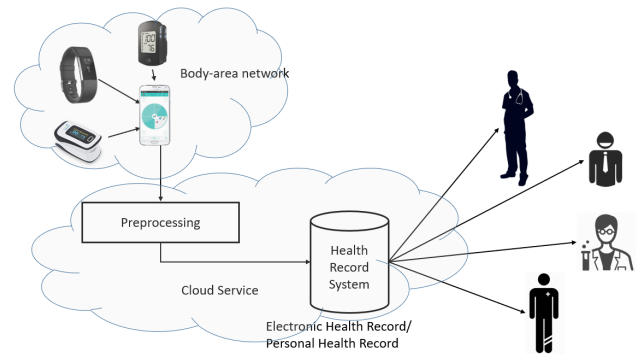 Body-area network
Preprocessing
Health
Record
System
Cloud Service
Electronic Health Record/
Personal Health Record